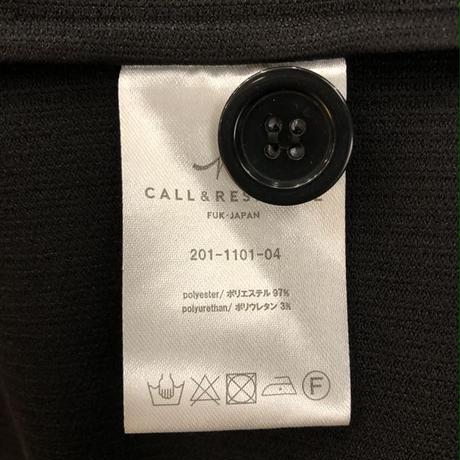 CALL & RES
FUK-JAPAN
201-1101-04
polyester/ ポリエステル 97%
polyurethan/ ポリウレタン 3%
F